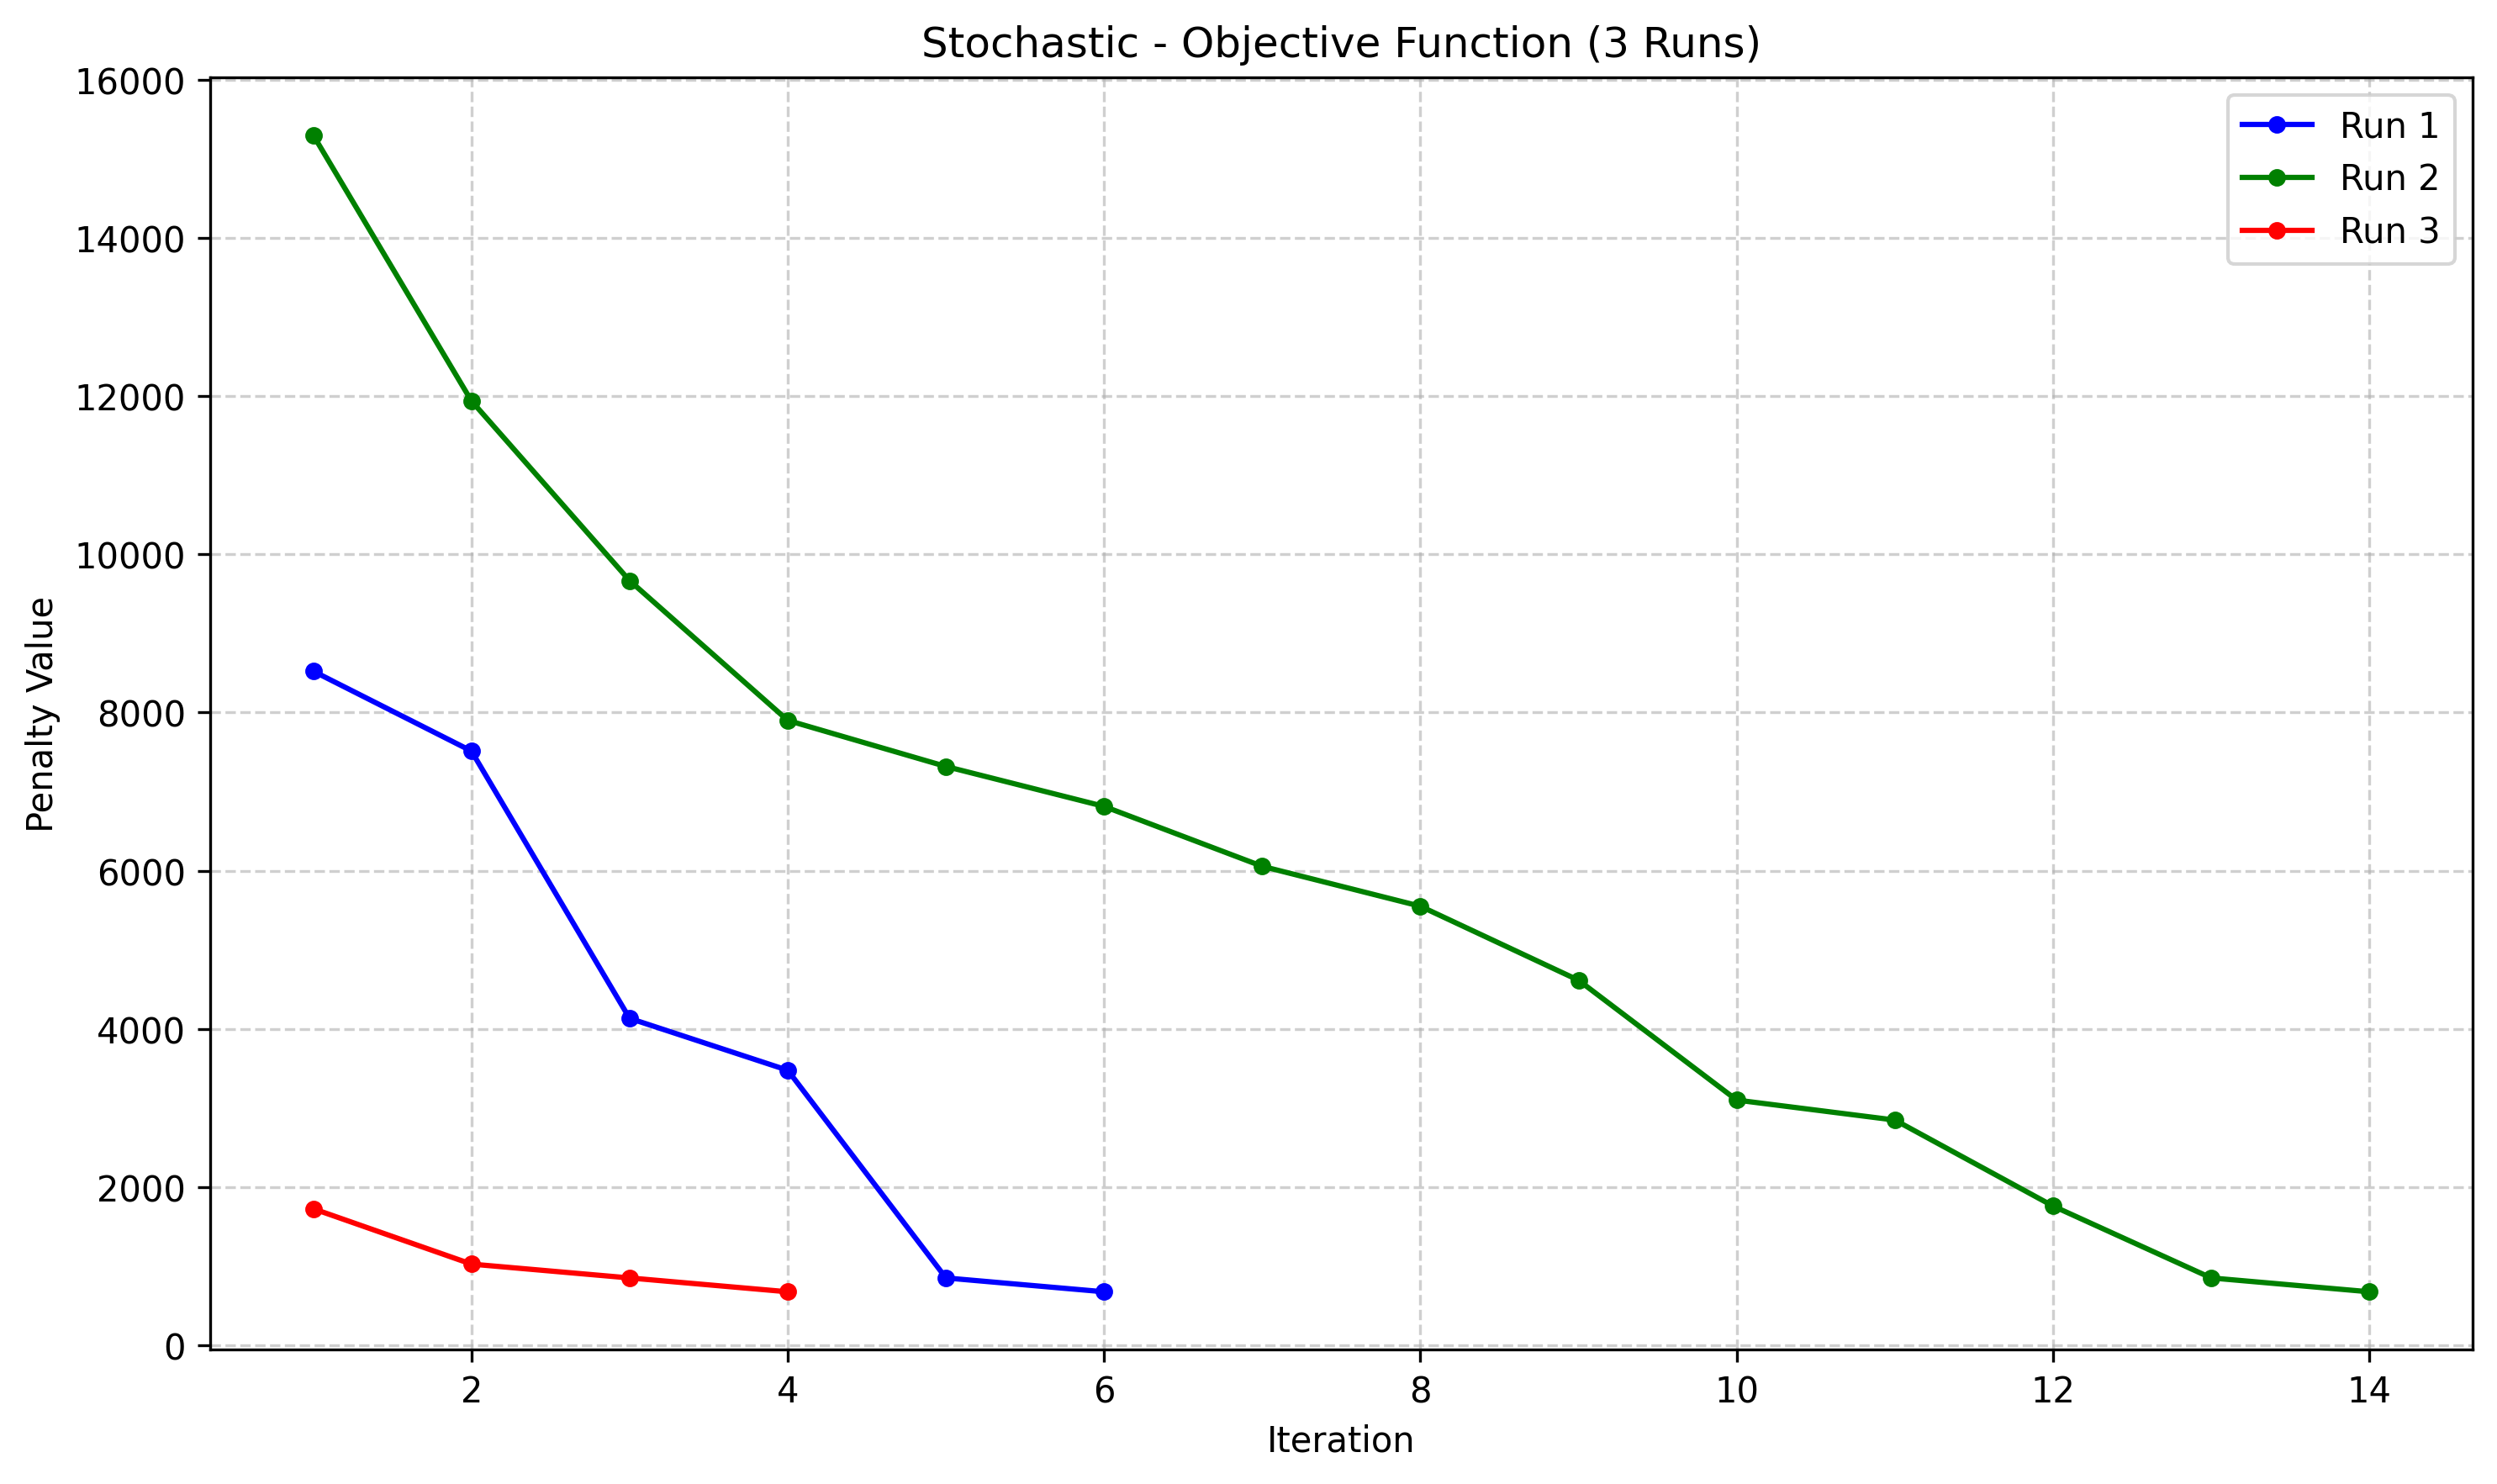 Stochastic - Objective Function (3 Runs)
16000
14000
12000
10000
8000
6000
4000
2000
0
Penalty Value
Run 1
Run 2
Run 3
2 4 6 8 10 12 14
Iteration